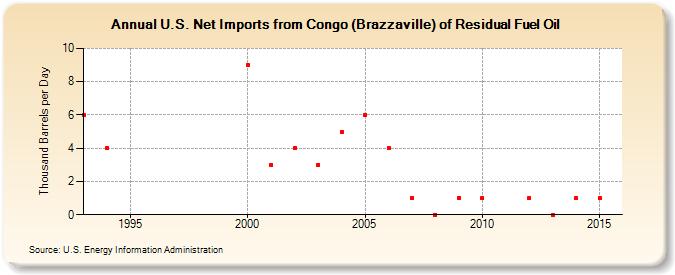 Annual U.S. Net Imports from Congo (Brazzaville) of Residual Fuel Oil
Thousand Barrels per Day
10
8
6
4
2
0
1995 2000 2005 2010 2015
Source: U.S. Energy Information Administration